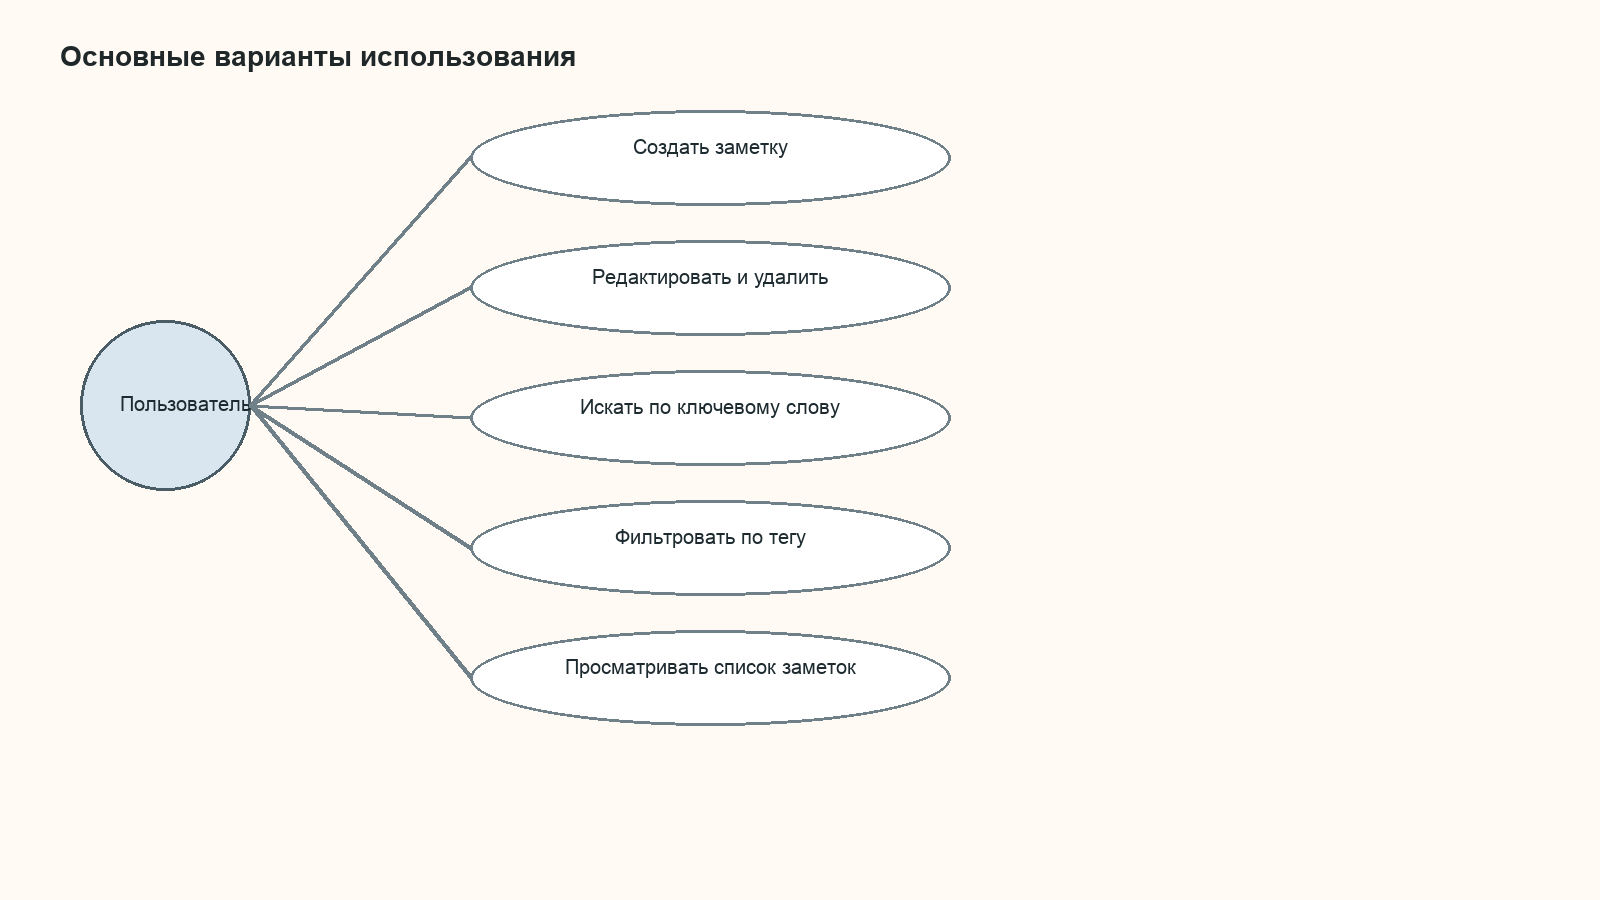 Основные варианты использования
Создать заметку
Редактировать и удалить
Пользователь
Искать по ключевому слову
Фильтровать по тегу
Просматривать список заметок